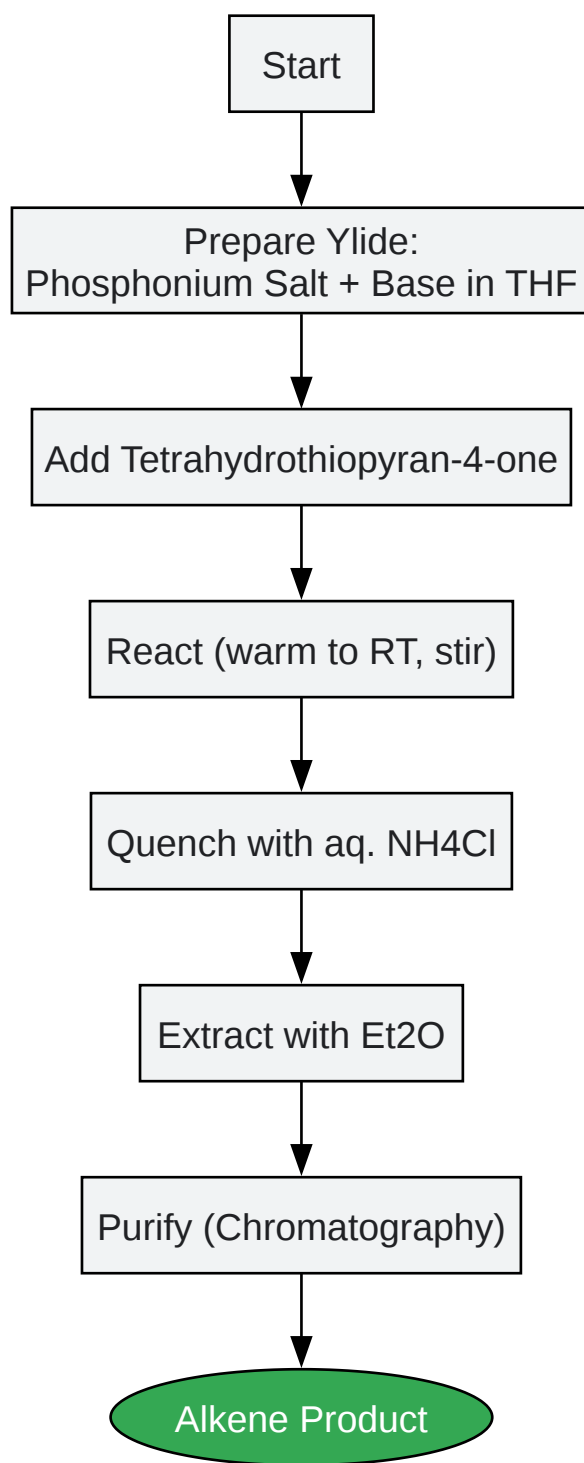 Start
Prepare Ylide:
Phosphonium Salt + Base in THF
Add Tetrahydrothiopyran-4-one
React (warm to RT, stir)
Quench with aq. NH4Cl
Extract with Et2O
Purify (Chromatography)
Alkene Product